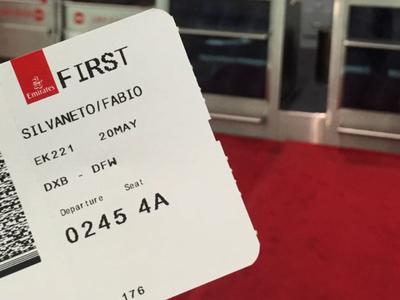 Emirates FIRST
SILVANETO/FABIO
EK221 20MAY
DXB - DFW
Departure Seat
0245 4A
176